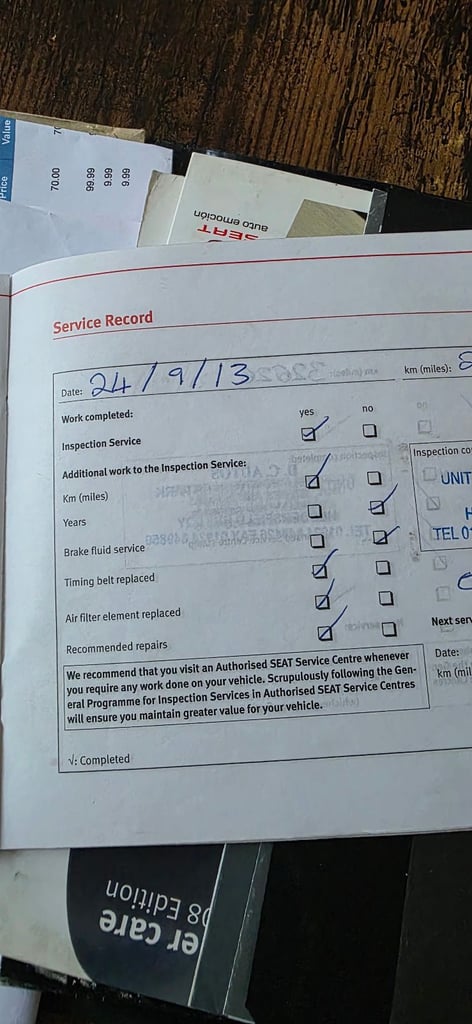 Price Value
70.00
99.99
9.99
9.99
auto emoción
SEAT
Service Record
Date: 24/9/13
km (miles):
Work completed: yes no
Inspection Service
Additional work to the Inspection Service:
Km (miles)
Years
Brake fluid service
Timing belt replaced
Air filter element replaced
Recommended repairs
We recommend that you visit an Authorised SEAT Service Centre whenever
you require any work done on your vehicle. Scrupulously following the Gen-
eral Programme for Inspection Services in Authorised SEAT Service Centres
will ensure you maintain greater value for your vehicle.
√: Completed
Inspection co
UNIT
H
TEL 01
Next serv
Date:
km (mil
er care
08 Edition